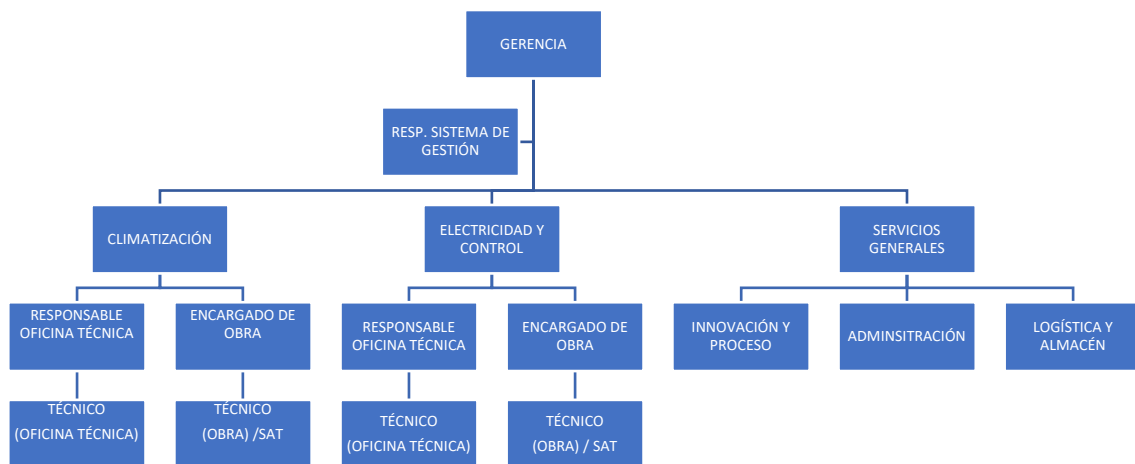 GERENCIA
RESP. SISTEMA DE
GESTIÓN
CLIMATIZACIÓN
ELECTRICIDAD Y
CONTROL
SERVICIOS
GENERALES
RESPONSABLE
OFICINA TÉCNICA
ENCARGADO DE
OBRA
RESPONSABLE
OFICINA TÉCNICA
ENCARGADO DE
OBRA
INNOVACIÓN Y
PROCESO
ADMINSITRACIÓN
LOGÍSTICA Y
ALMACÉN
TÉCNICO
(OFICINA TÉCNICA)
TÉCNICO
(OBRA) /SAT
TÉCNICO
(OFICINA TÉCNICA)
TÉCNICO
(OBRA) / SAT